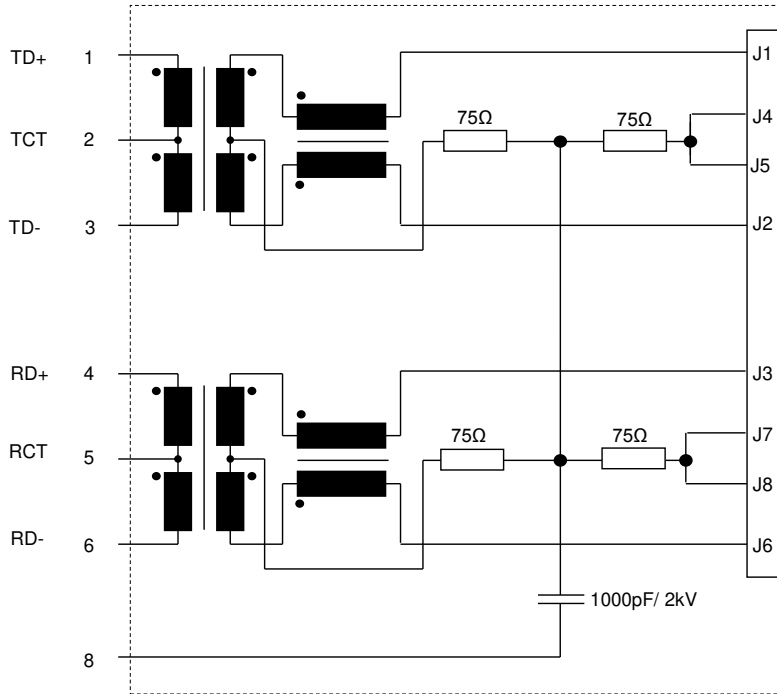 TD+ 1 J1
75Ω 75Ω J4
TCT 2
J5
TD- 3 J2
RD+ 4 J3
75Ω 75Ω J7
RCT 5
J8
RD- 6 J6
1000pF/ 2kV
8